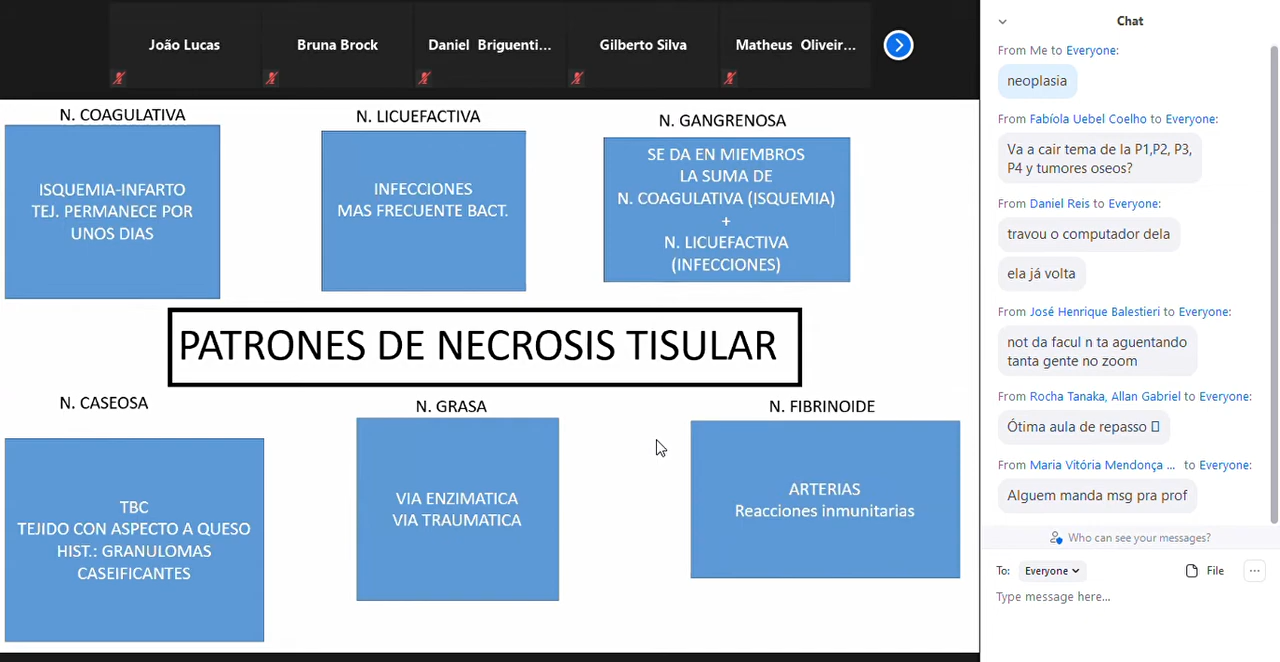 João Lucas
Bruna Brock
Daniel Briguenti...
Gilberto Silva
Matheus Oliveir...
N. COAGULATIVA
ISQUEMIA-INFARTO
TEJ. PERMANECE POR
UNOS DIAS
N. LICUEFACTIVA
INFECCIONES
MAS FRECUENTE BACT.
N. GANGRENOSA
SE DA EN MIEMBROS
LA SUMA DE
N. COAGULATIVA (ISQUEMIA)
+
N. LICUEFACTIVA
(INFECCIONES)
PATRONES DE NECROSIS TISULAR
N. CASEOSA
TBC
TEJIDO CON ASPECTO A QUESO
HIST.: GRANULOMAS
CASEIFICANTES
N. GRASA
VIA ENZIMATICA
VIA TRAUMATICA
N. FIBRINOIDE
ARTERIAS
Reacciones inmunitarias
Chat
From Me to Everyone:
neoplasia
From Fabíola Uebel Coelho to Everyone:
Va a cair tema de la P1,P2, P3,
P4 y tumores oseos?
From Daniel Reis to Everyone:
travou o computador dela
ela já volta
From José Henrique Balestieri to Everyone:
not da facul n ta aguentando
tanta gente no zoom
From Rocha Tanaka, Allan Gabriel to Everyone:
Ótima aula de repasso
From Maria Vitória Mendonça ... to Everyone:
Alguem manda msg pra prof
Who can see your messages?
To: Everyone File ...
Type message here...